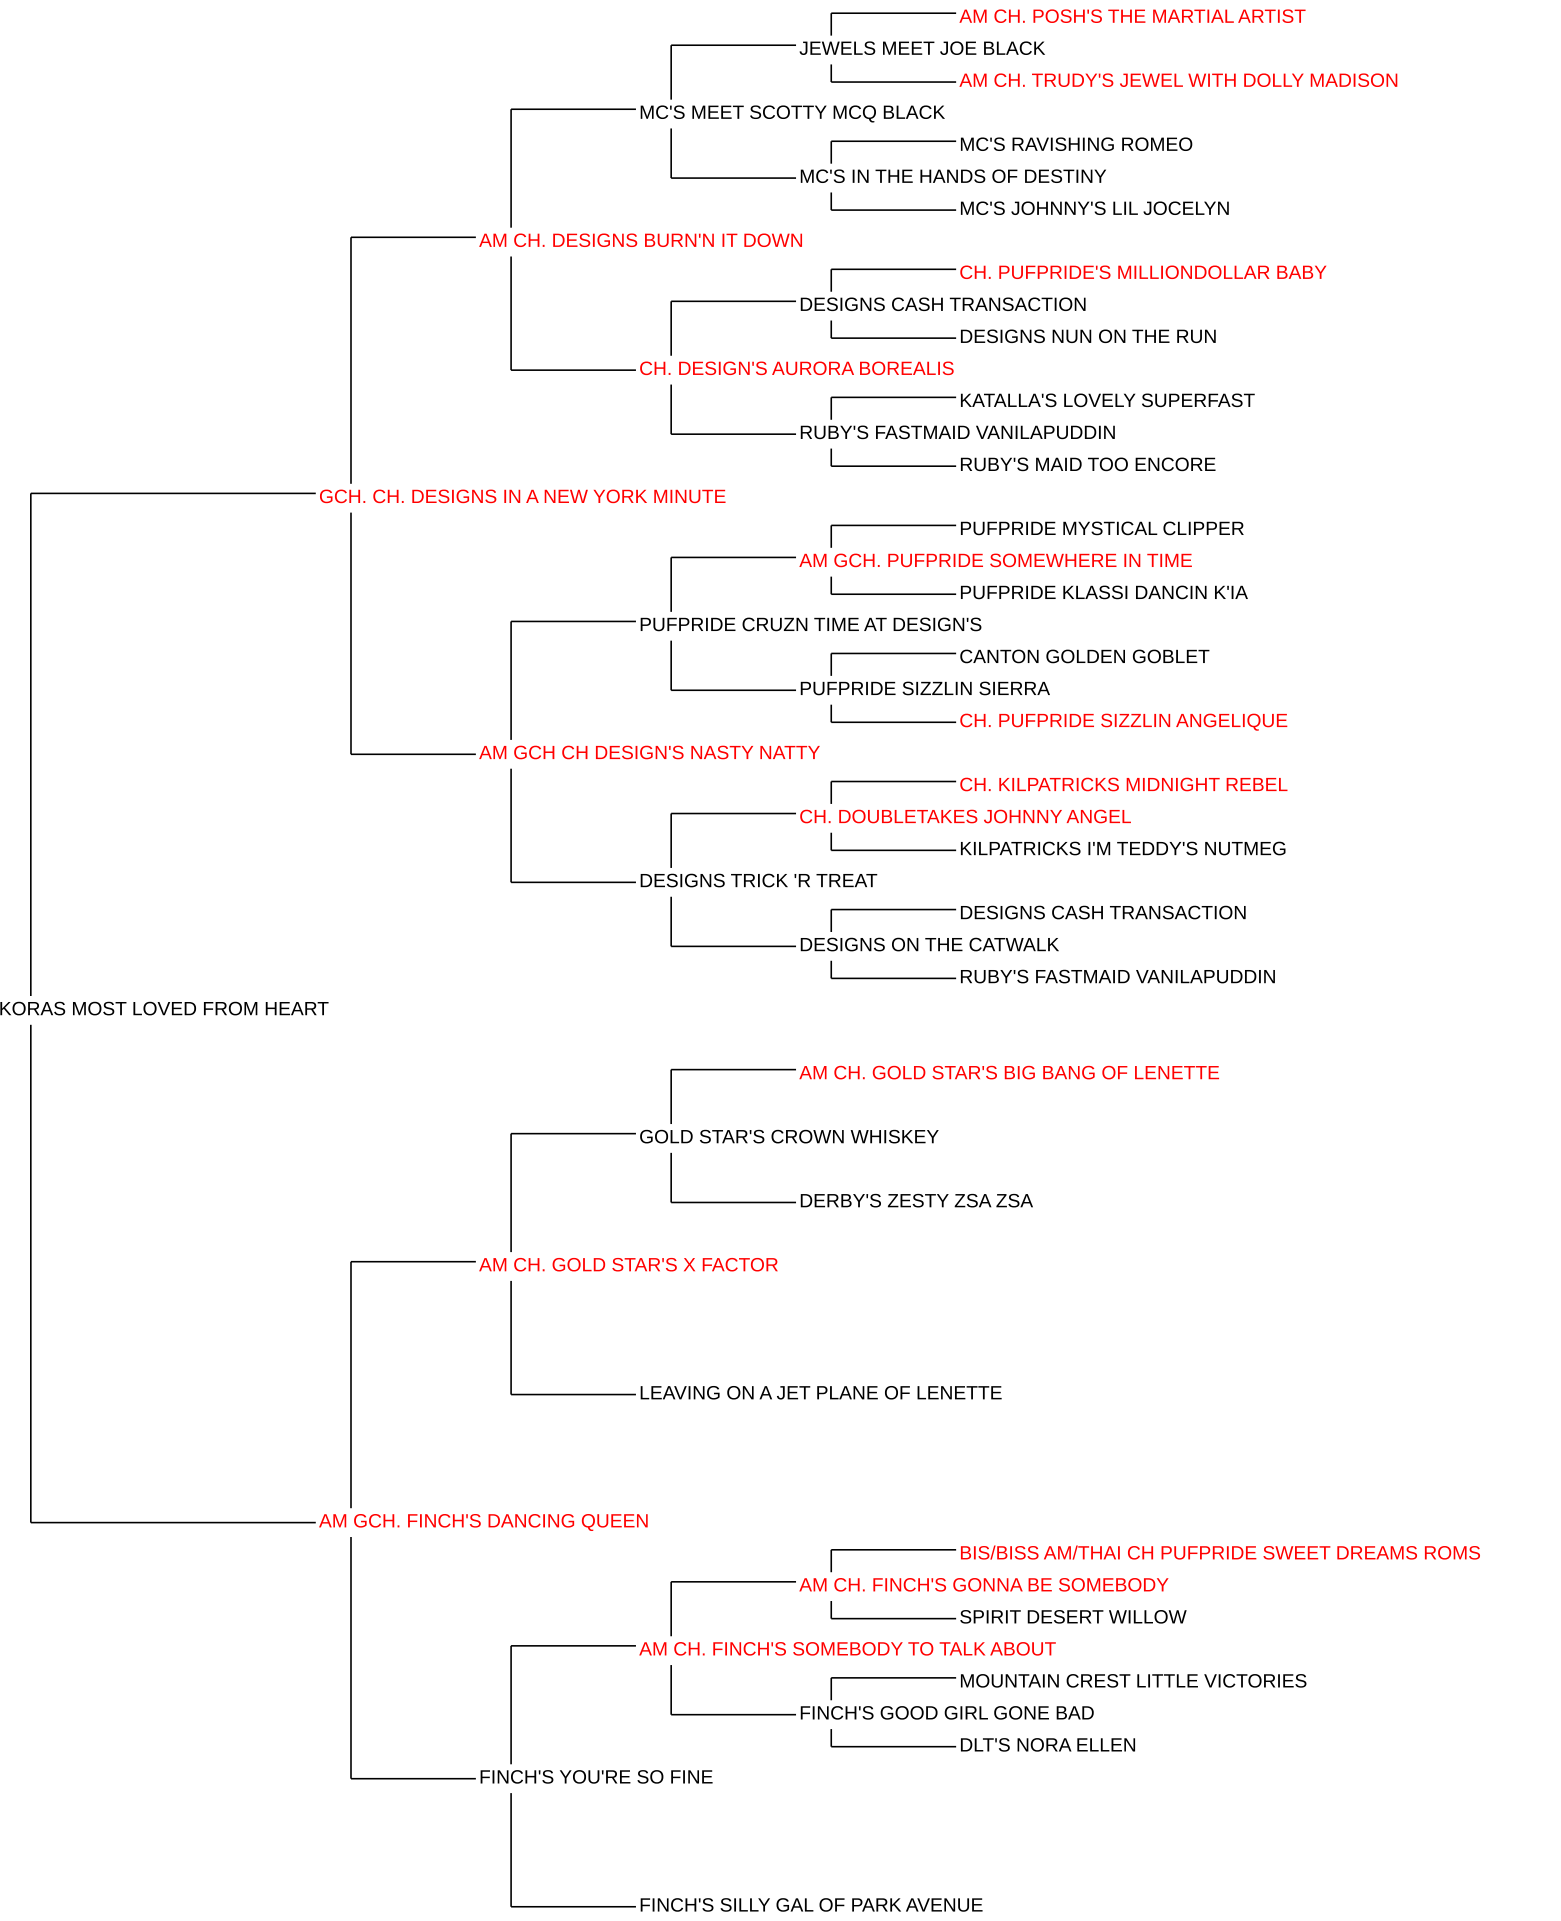 AM CH. POSH'S THE MARTIAL ARTIST
JEWELS MEET JOE BLACK
AM CH. TRUDY'S JEWEL WITH DOLLY MADISON
MC'S MEET SCOTTY MCQ BLACK
MC'S RAVISHING ROMEO
MC'S IN THE HANDS OF DESTINY
MC'S JOHNNY'S LIL JOCELYN
AM CH. DESIGNS BURN'N IT DOWN
CH. PUFPRIDE'S MILLIONDOLLAR BABY
DESIGNS CASH TRANSACTION
DESIGNS NUN ON THE RUN
CH. DESIGN'S AURORA BOREALIS
KATALLA'S LOVELY SUPERFAST
RUBY'S FASTMAID VANILAPUDDIN
RUBY'S MAID TOO ENCORE
GCH. CH. DESIGNS IN A NEW YORK MINUTE
PUFPRIDE MYSTICAL CLIPPER
AM GCH. PUFPRIDE SOMEWHERE IN TIME
PUFPRIDE KLASSI DANCIN K'IA
PUFPRIDE CRUZN TIME AT DESIGN'S
CANTON GOLDEN GOBLET
PUFPRIDE SIZZLIN SIERRA
CH. PUFPRIDE SIZZLIN ANGELIQUE
AM GCH CH DESIGN'S NASTY NATTY
CH. KILPATRICKS MIDNIGHT REBEL
CH. DOUBLETAKES JOHNNY ANGEL
KILPATRICKS I'M TEDDY'S NUTMEG
DESIGNS TRICK 'R TREAT
DESIGNS CASH TRANSACTION
DESIGNS ON THE CATWALK
RUBY'S FASTMAID VANILAPUDDIN
KORAS MOST LOVED FROM HEART
AM CH. GOLD STAR'S BIG BANG OF LENETTE
GOLD STAR'S CROWN WHISKEY
DERBY'S ZESTY ZSA ZSA
AM CH. GOLD STAR'S X FACTOR
LEAVING ON A JET PLANE OF LENETTE
AM GCH. FINCH'S DANCING QUEEN
BIS/BISS AM/THAI CH PUFPRIDE SWEET DREAMS ROMS
AM CH. FINCH'S GONNA BE SOMEBODY
SPIRIT DESERT WILLOW
AM CH. FINCH'S SOMEBODY TO TALK ABOUT
MOUNTAIN CREST LITTLE VICTORIES
FINCH'S GOOD GIRL GONE BAD
DLT'S NORA ELLEN
FINCH'S YOU'RE SO FINE
FINCH'S SILLY GAL OF PARK AVENUE